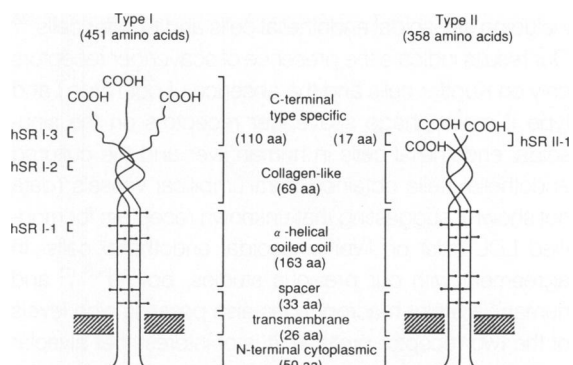 Type I
(451 amino acids)
Type II
(358 amino acids)
COOH
COOH
COOH
hSR I-3
hSR I-2
hSR I-1
C-terminal
type specific
(110 aa)
(17 aa)
Collagen-like
(69 aa)
α-helical
coiled coil
(163 aa)
spacer
(33 aa)
transmembrane
(26 aa)
N-terminal cytoplasmic
(50 aa)
COOH
COOH
COOH
hSR II-1